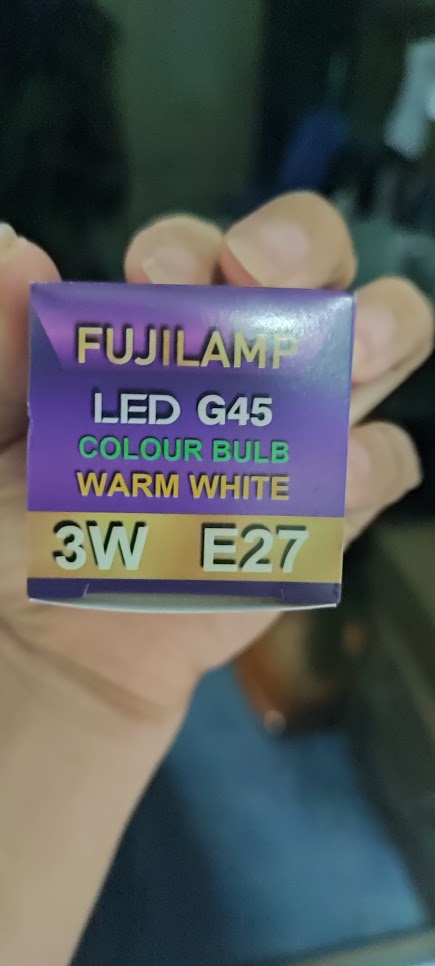 FUJILAMP
LED G45
COLOUR BULB
WARM WHITE
3W E27